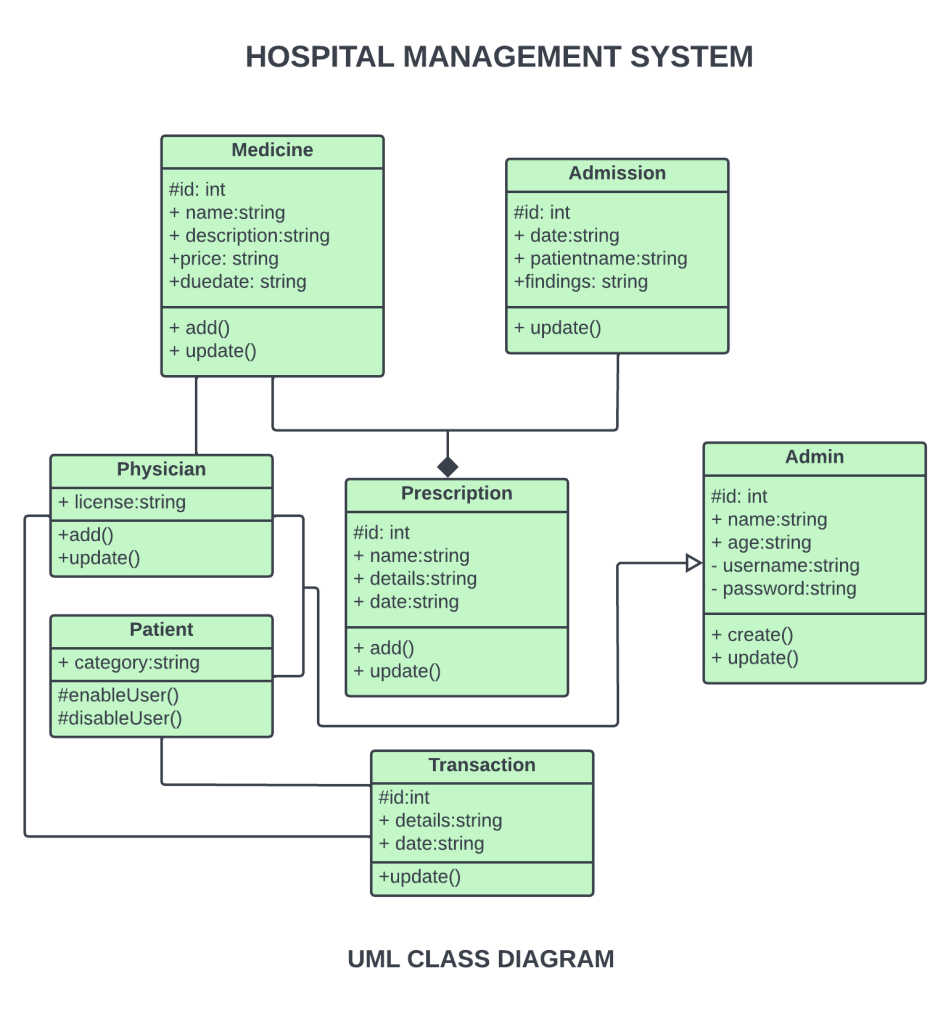 HOSPITAL MANAGEMENT SYSTEM
Medicine
#id: int
+ name:string
+ description:string
+price: string
+duedate: string
+ add()
+ update()
Admission
#id: int
+ date:string
+ patientname:string
+findings: string
+ update()
Physician
+ license:string
+add()
+update()
Prescription
#id: int
+ name:string
+ details:string
+ date:string
+ add()
+ update()
Admin
#id: int
+ name:string
+ age:string
- username:string
- password:string
+ create()
+ update()
Patient
+ category:string
#enableUser()
#disableUser()
Transaction
#id:int
+ details:string
+ date:string
+update()
UML CLASS DIAGRAM